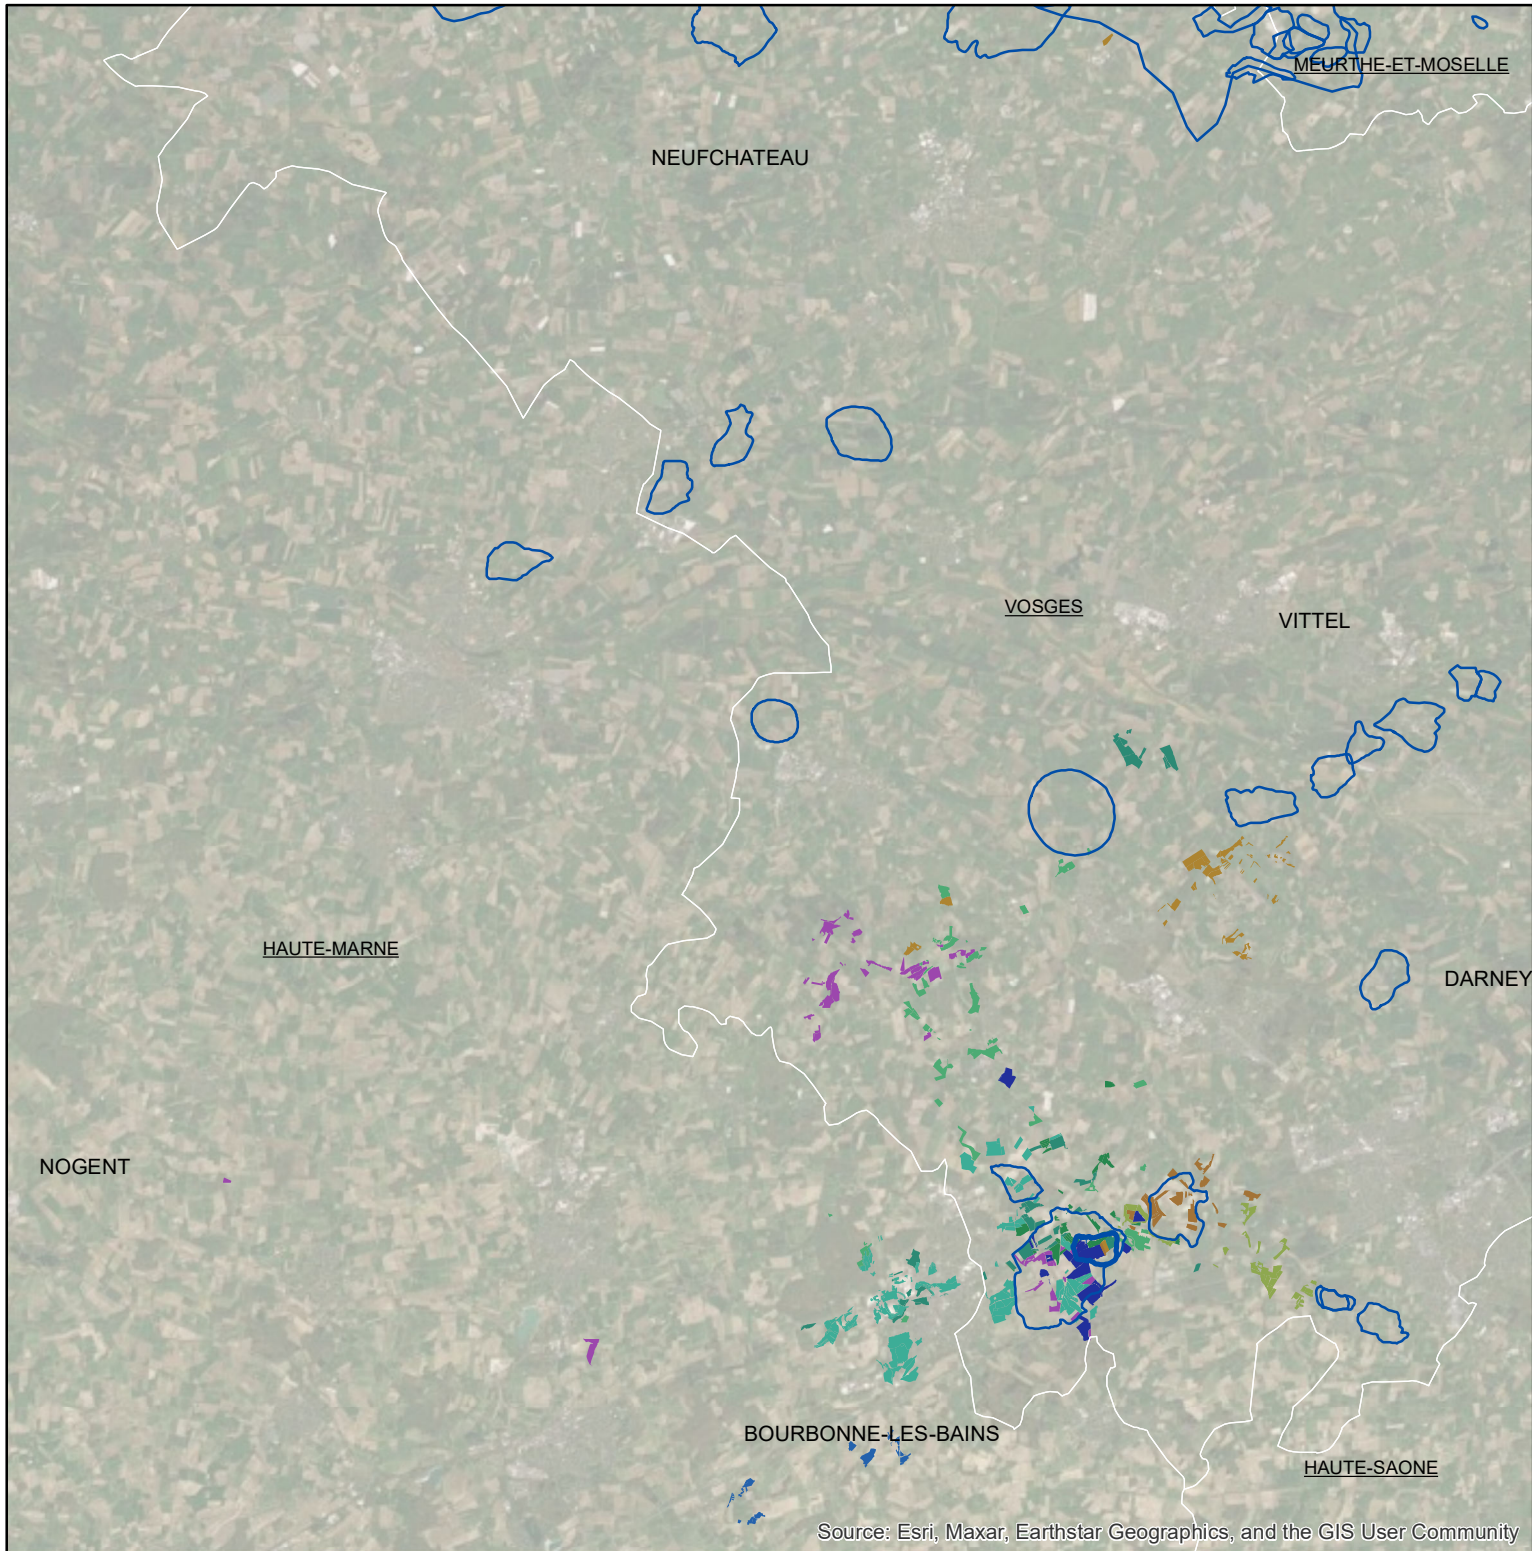 MEURTHE-ET-MOSELLE
NEUFCHATEAU
VOSGES
VITTEL
HAUTE-MARNE
DARNEY
NOGENT
BOURBONNE-LES-BAINS
HAUTE-SAONE
Source: Esri, Maxar, Earthstar Geographics, and the GIS User Community